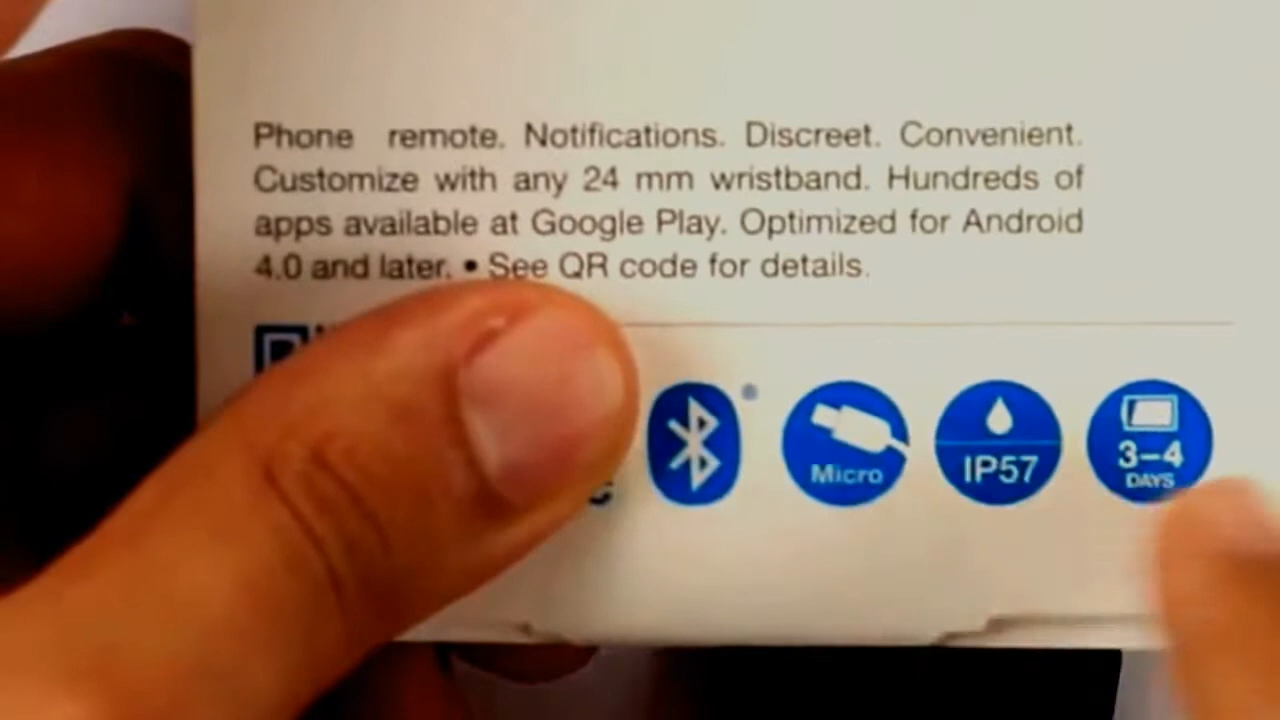 Phone remote. Notifications. Discreet. Convenient.
Customize with any 24 mm wristband. Hundreds of
apps available at Google Play. Optimized for Android
4.0 and later. • See QR code for details.
®
Micro
IP57
3–4
DAYS